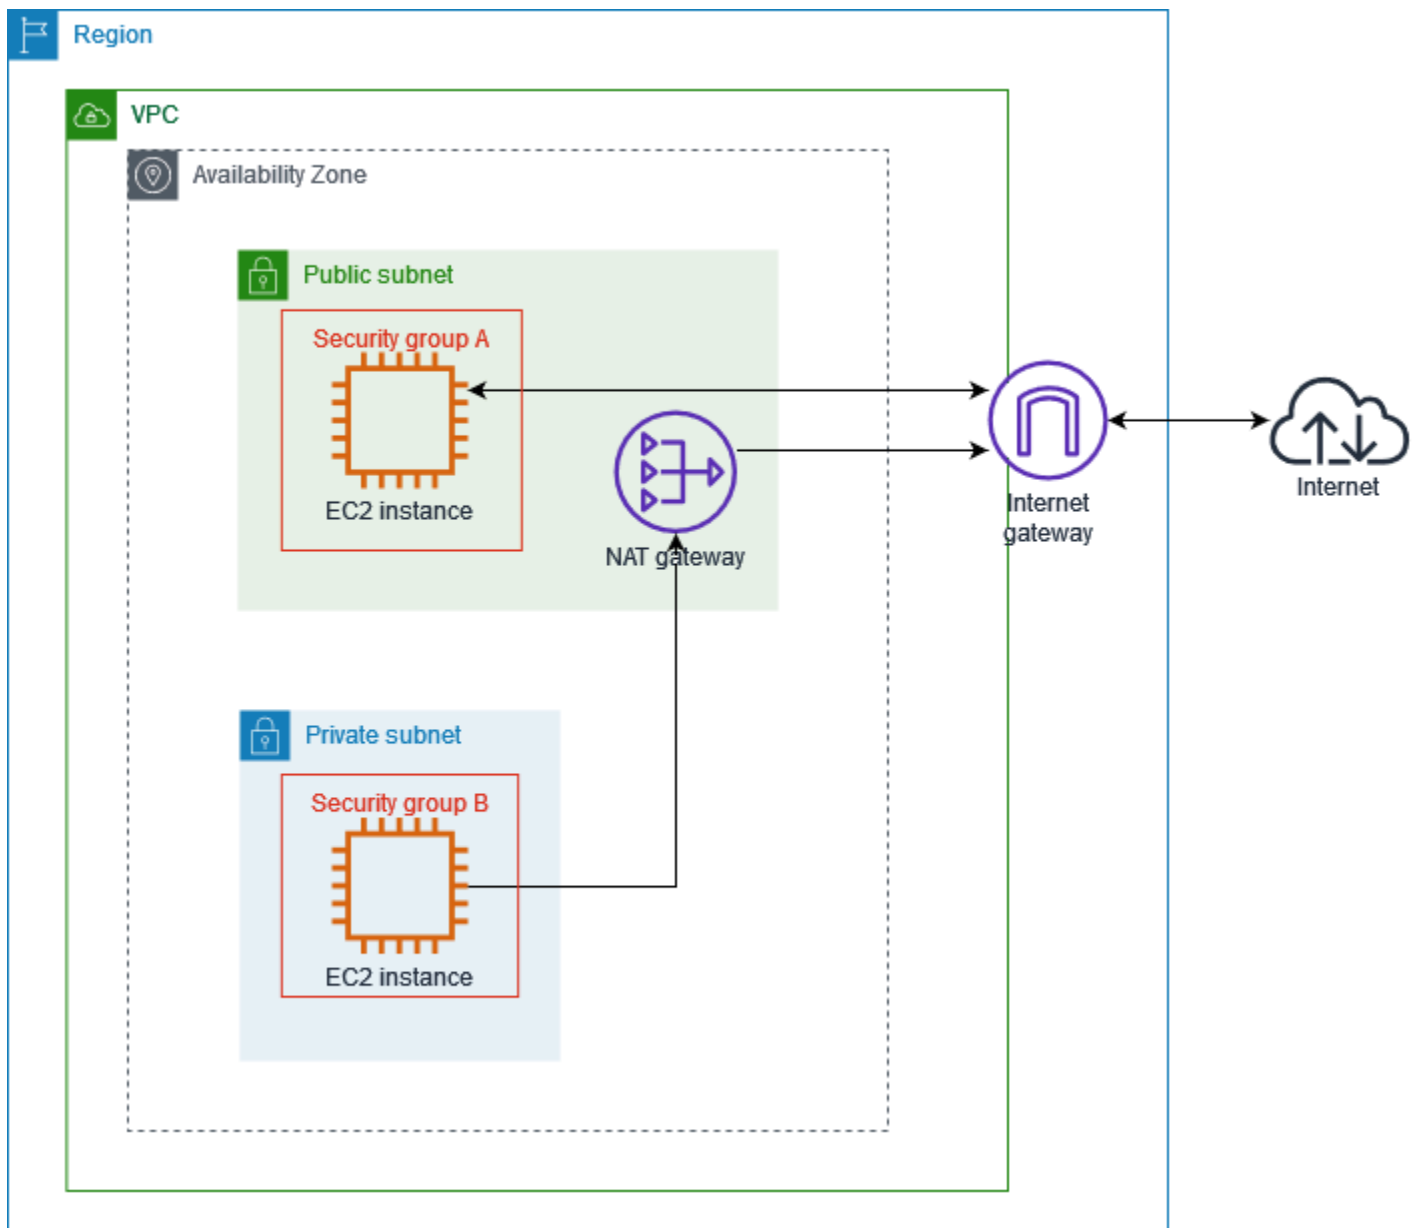 Region
VPC
Availability Zone
Public subnet
Security group A
EC2 instance
NAT gateway
Internet
gateway
Internet
Private subnet
Security group B
EC2 instance